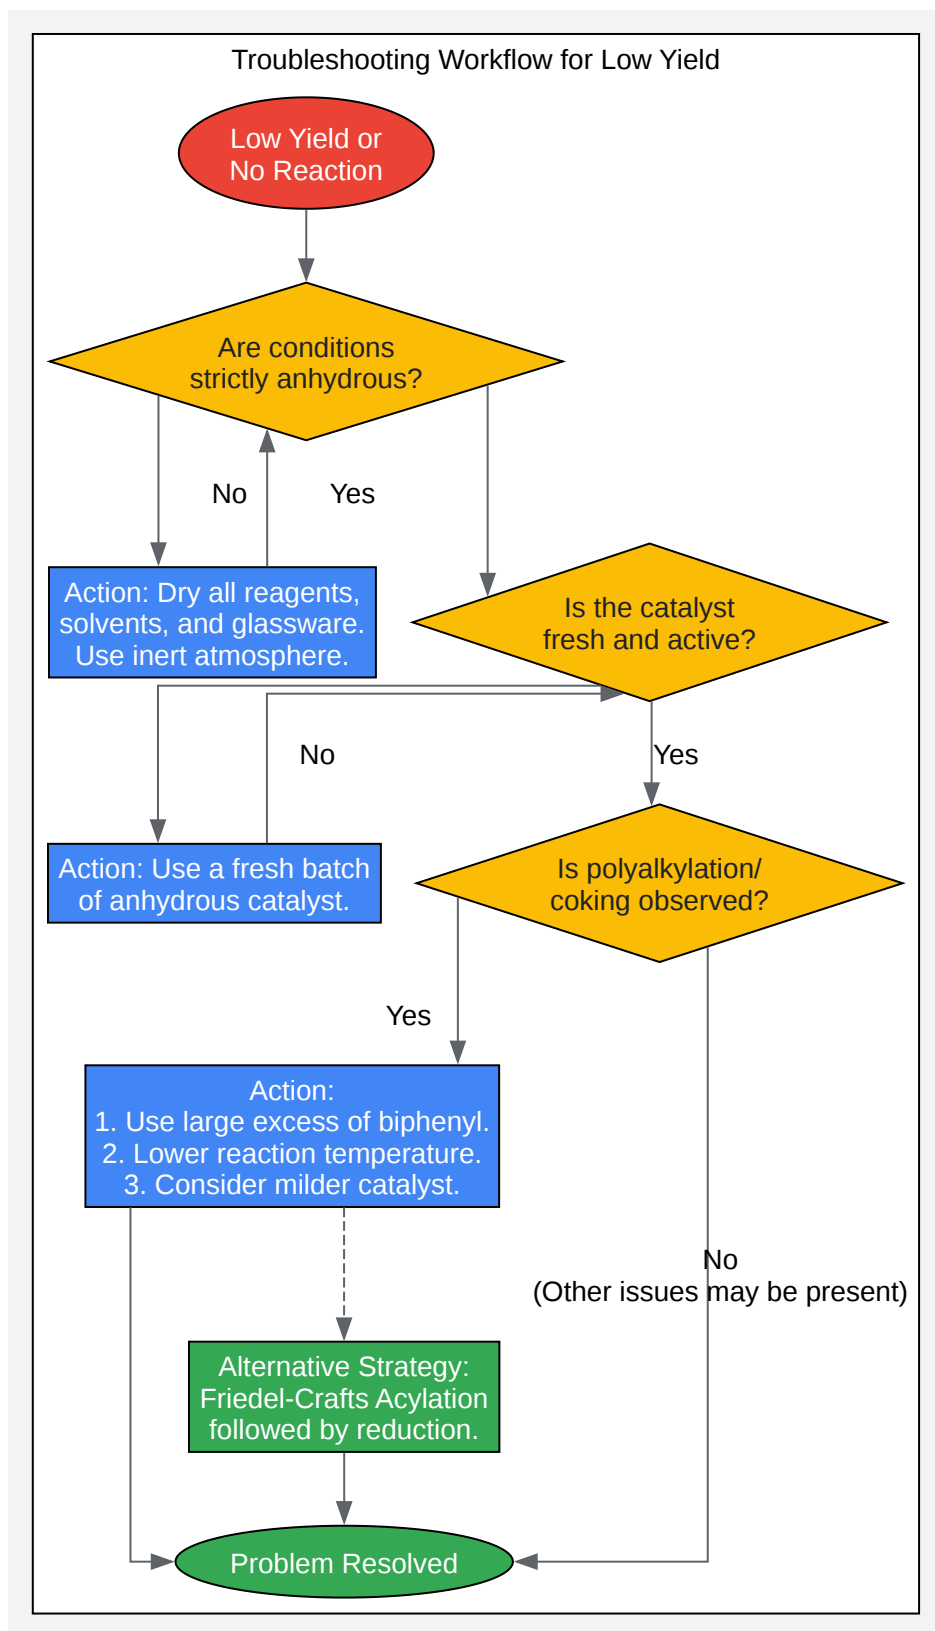 Troubleshooting Workflow for Low Yield
Low Yield or
No Reaction
Are conditions
strictly anhydrous?
No
Yes
Action: Dry all reagents,
solvents, and glassware.
Use inert atmosphere.
Is the catalyst
fresh and active?
No
Yes
Action: Use a fresh batch
of anhydrous catalyst.
Is polyalkylation/
coking observed?
Yes
Action:
1. Use large excess of biphenyl.
2. Lower reaction temperature.
3. Consider milder catalyst.
No
(Other issues may be present)
Alternative Strategy:
Friedel-Crafts Acylation
followed by reduction.
Problem Resolved